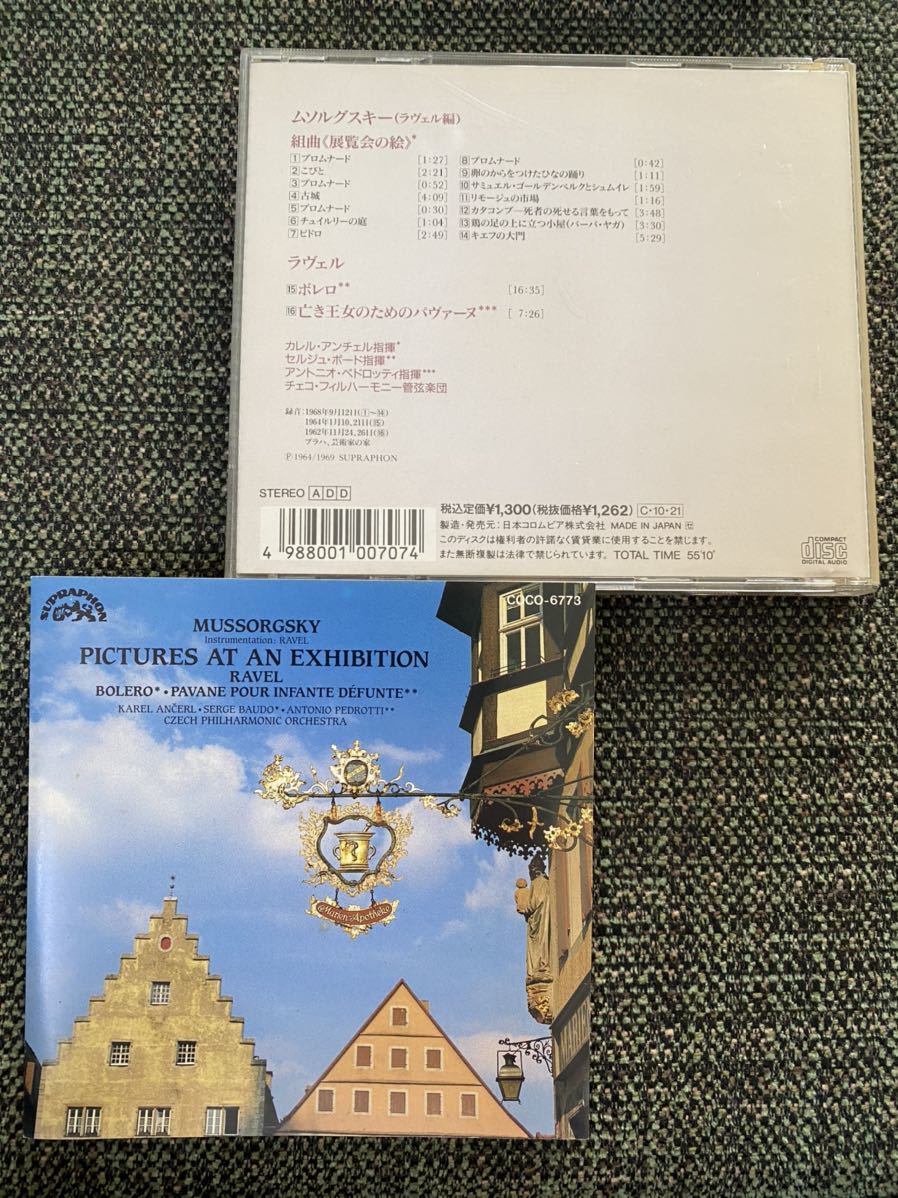 ムソルグスキー(ラヴェル編)
組曲《展覧会の絵》*
1 プロムナード [1:27]
2 こびと [2:21]
3 プロムナード [0:52]
4 古城 [4:09]
5 プロムナード [0:30]
6 チュイルリーの庭 [1:04]
7 ビドロ [2:49]
8 プロムナード [0:42]
9 卵のからをつけたひなの踊り [1:11]
10 サミュエル・ゴールデンベルクとシュムイレ [1:59]
11 リモージュの市場 [1:16]
12 カタコンブ—死者の死せる言葉をもって [3:48]
13 鶏の足の上に立つ小屋(バーバ・ヤガ) [3:30]
14 キエフの大門 [5:29]
ラヴェル
15 ボレロ** [16:35]
16 亡き王女のためのパヴァーヌ*** [7:26]
カレル・アンチェル指揮*
セルジュ・ボード指揮**
アントニオ・ペドロッティ指揮***
チェコ・フィルハーモニー管弦楽団
録音:1968年9月12日(①〜⑭)
1964年1月10,21日(⑮)
1962年11月24,26日(⑯)
プラハ、芸術家の家
Ⓟ 1964/1969 SUPRAPHON
STEREO ADD
税込定価¥1,300(税抜価格¥1,262) C・10・21
製造・発売元:日本コロムビア株式会社 MADE IN JAPAN
このディスクは権利者の許諾なく賃貸業に使用することを禁じます。
また無断複製は法律で禁じられています。 TOTAL TIME 55'10"
4 988001 007074
COMPACT disc DIGITAL AUDIO
SUPRAPHON
COCO-6773
MUSSORGSKY
Instrumentation: RAVEL
PICTURES AT AN EXHIBITION
RAVEL
BOLERO* • PAVANE POUR INFANTE DÉFUNTE**
KAREL ANČERL • SERGE BAUDO* • ANTONIO PEDROTTI**
CZECH PHILHARMONIC ORCHESTRA
Marien-Apotheke